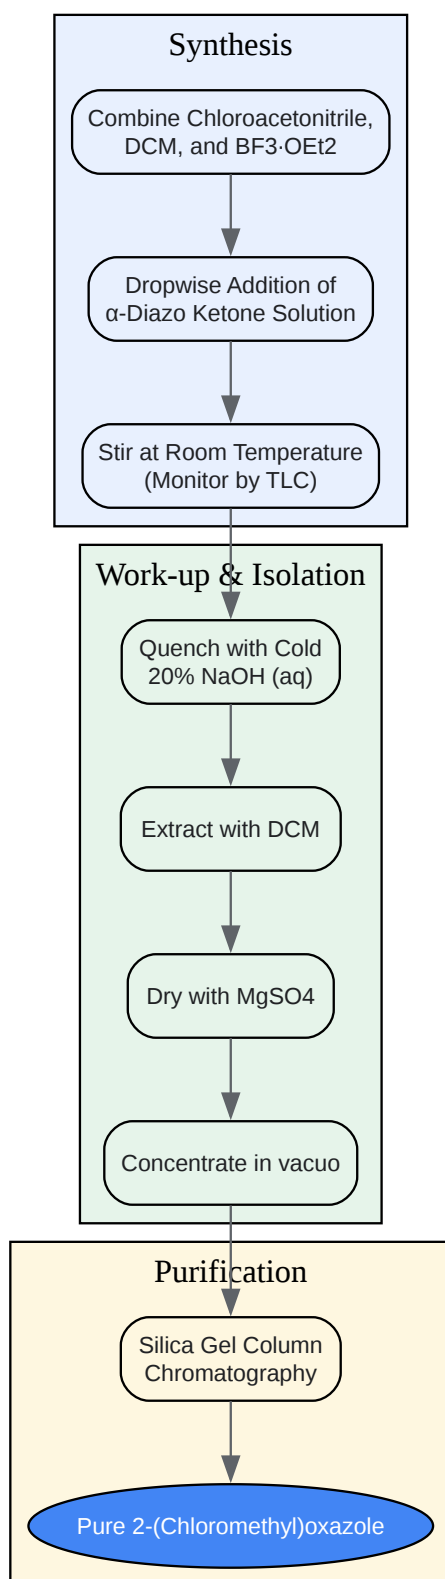 Synthesis
Combine Chloroacetonitrile,
DCM, and BF3·OEt2
Dropwise Addition of
α-Diazo Ketone Solution
Stir at Room Temperature
(Monitor by TLC)
Work-up & Isolation
Quench with Cold
20% NaOH (aq)
Extract with DCM
Dry with MgSO4
Concentrate in vacuo
Purification
Silica Gel Column
Chromatography
Pure 2-(Chloromethyl)oxazole